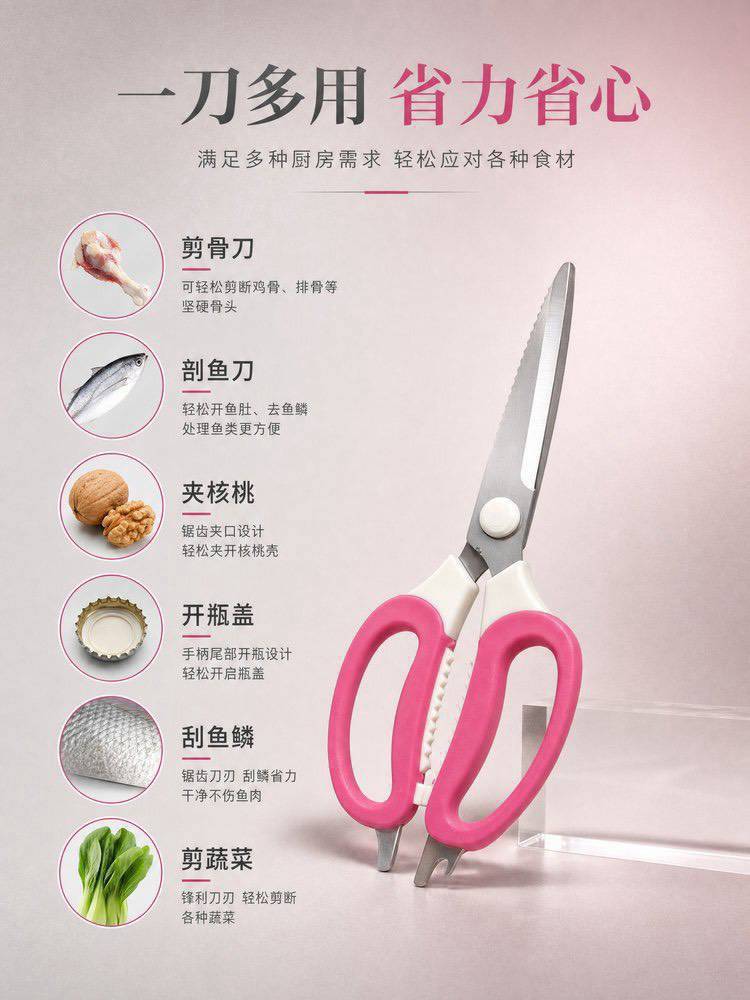 一刀多用 省力省心
满足多种厨房需求 轻松应对各种食材
剪骨刀
可轻松剪断鸡骨、排骨等
坚硬骨头
剖鱼刀
轻松开鱼肚、去鱼鳞
处理鱼类更方便
夹核桃
锯齿夹口设计
轻松夹开核桃壳
开瓶盖
手柄尾部开瓶设计
轻松开启瓶盖
刮鱼鳞
锯齿刀刃 刮鳞省力
干净不伤鱼肉
剪蔬菜
锋利刀刃 轻松剪断
各种蔬菜